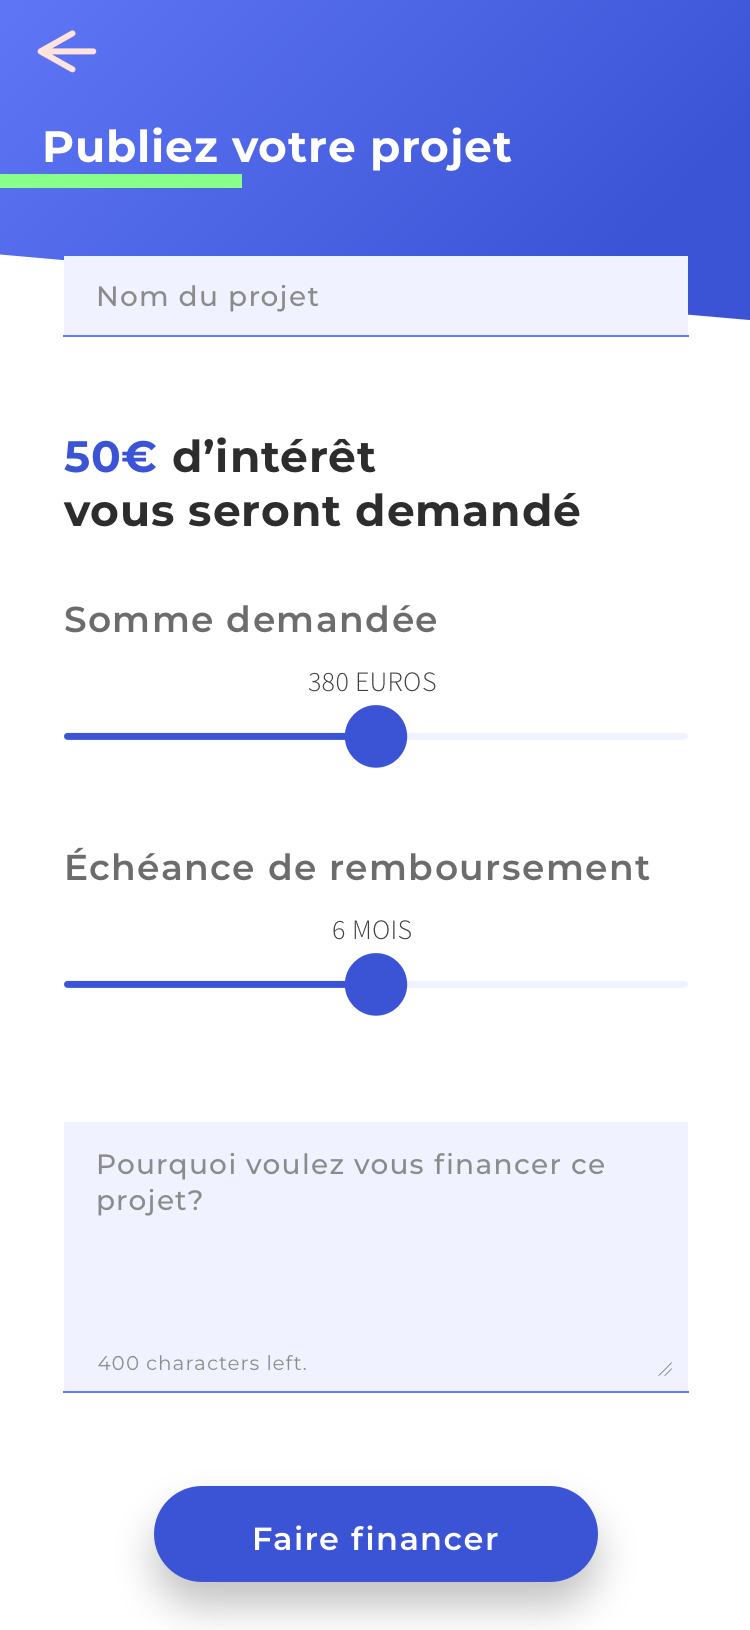 Publiez votre projet
Nom du projet
50€ d’intérêt
vous seront demandé
Somme demandée
380 EUROS
Échéance de remboursement
6 MOIS
Pourquoi voulez vous financer ce
projet?
400 characters left.
Faire financer